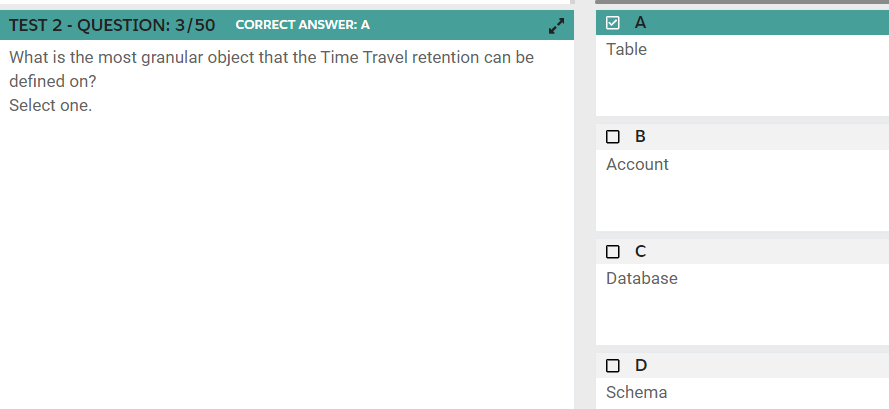 TEST 2 - QUESTION: 3/50 CORRECT ANSWER: A
What is the most granular object that the Time Travel retention can be
defined on?
Select one.
A
Table
B
Account
C
Database
D
Schema